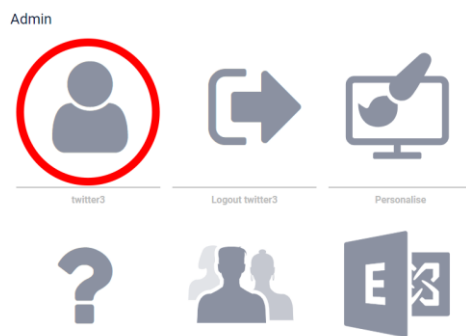 Admin
twitter3
Logout twitter3
Personalise
?
E